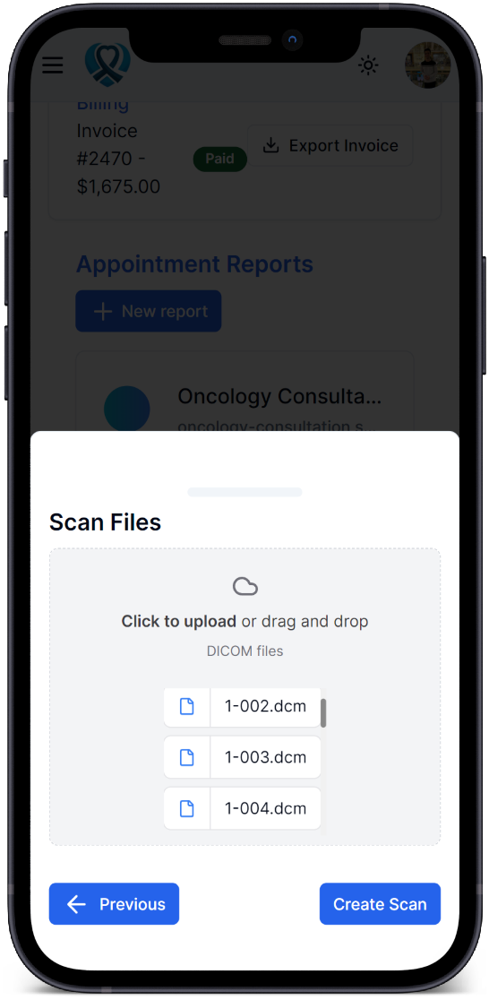 Billing
Invoice
#2470 -
$1,675.00
Paid
Export Invoice
Appointment Reports
New report
Oncology Consulta...
oncology-consultation s...
Scan Files
Click to upload or drag and drop
DICOM files
1-002.dcm
1-003.dcm
1-004.dcm
Previous
Create Scan